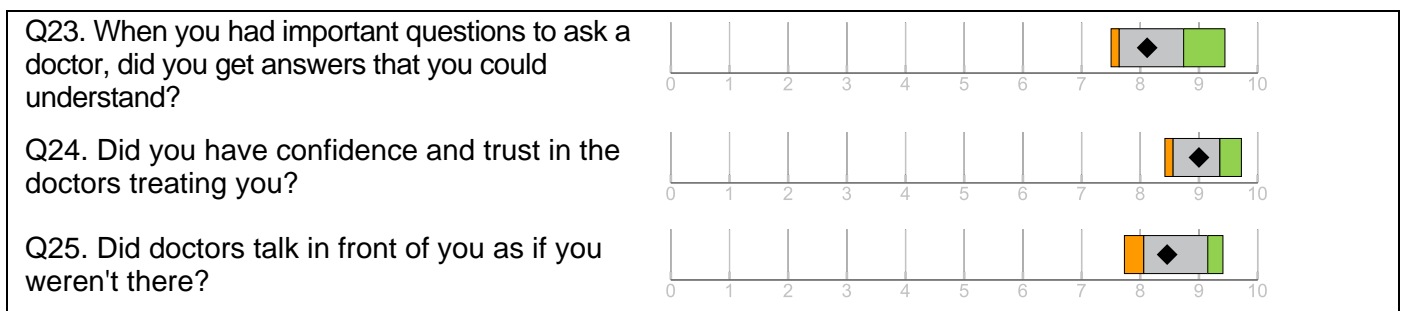 Q23. When you had important questions to ask a
doctor, did you get answers that you could
understand?
0 1 2 3 4 5 6 7 8 9 10
Q24. Did you have confidence and trust in the
doctors treating you?
0 1 2 3 4 5 6 7 8 9 10
Q25. Did doctors talk in front of you as if you
weren't there?
0 1 2 3 4 5 6 7 8 9 10